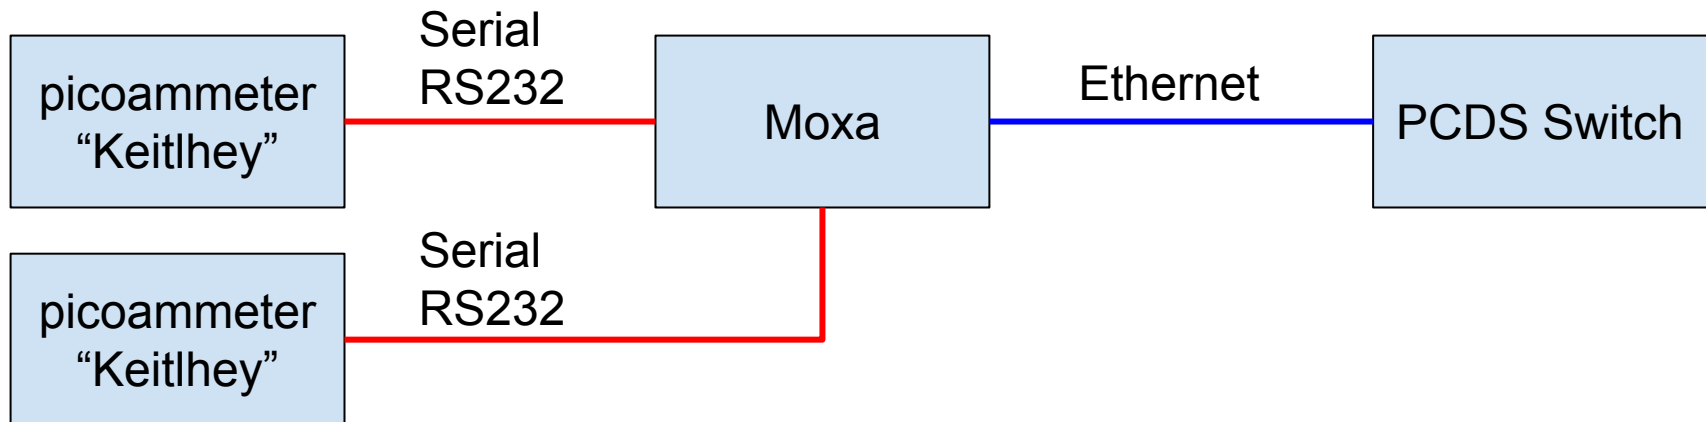 picoammeter
“Keitlhey”
Serial
RS232
Moxa
Ethernet
PCDS Switch
picoammeter
“Keitlhey”
Serial
RS232